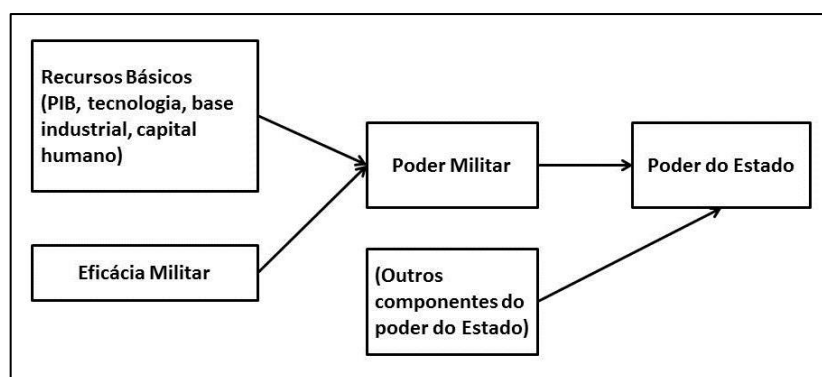 Recursos Básicos
(PIB, tecnologia, base
industrial, capital
humano)
Poder Militar
Poder do Estado
Eficácia Militar
(Outros
componentes do
poder do Estado)